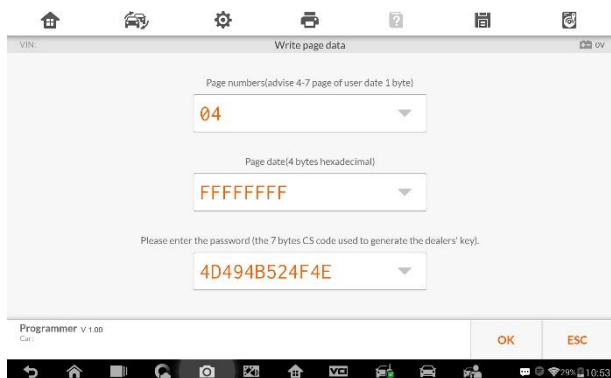 VIN:
Write page data
0V
Page numbers(advise 4-7 page of user date 1 byte)
04
Page date(4 bytes hexadecimal)
FFFFFFFF
Please enter the password (the 7 bytes CS code used to generate the dealers' key).
4D494B524F4E
Programmer V 1.00
Car:
OK
ESC
VCI
29% 10:53